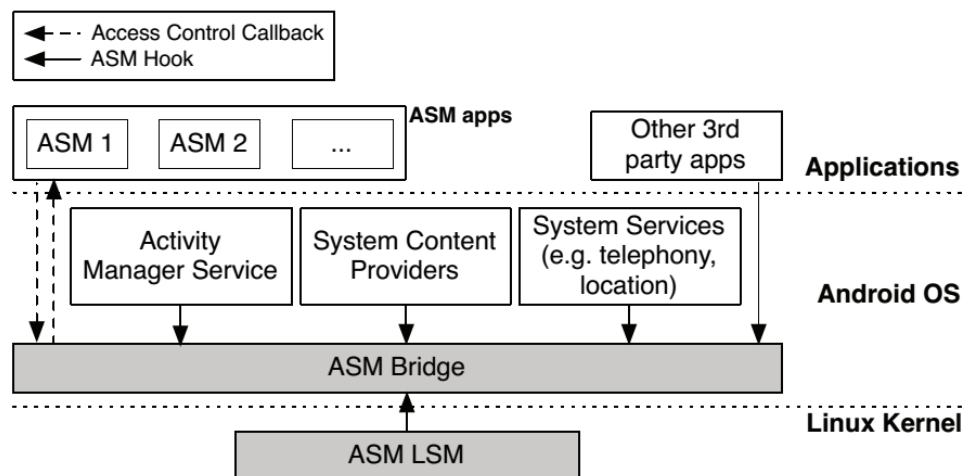 Access Control Callback
ASM Hook
ASM apps
ASM 1
ASM 2
...
Other 3rd
party apps
Applications
Activity
Manager Service
System Content
Providers
System Services
(e.g. telephony,
location)
Android OS
ASM Bridge
Linux Kernel
ASM LSM